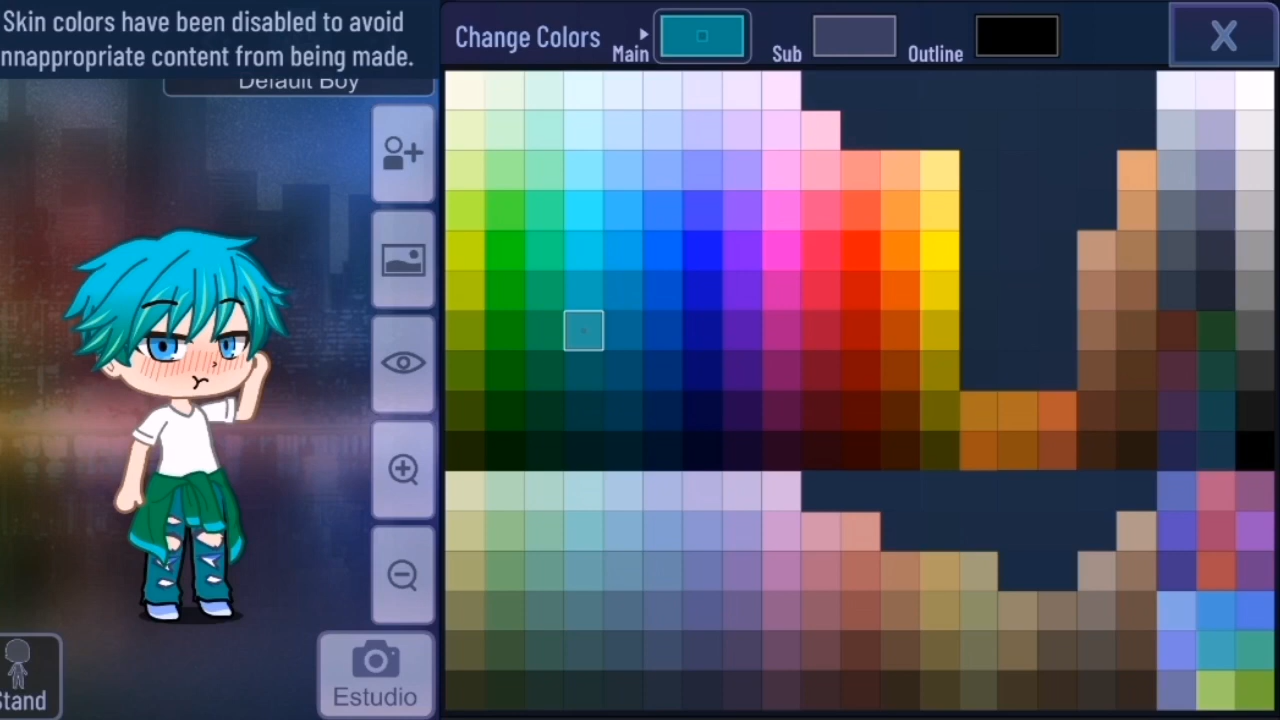 Skin colors have been disabled to avoid
nnappropriate content from being made.
Default Boy
Change Colors
Main
Sub
Outline
X
Stand
Estudio